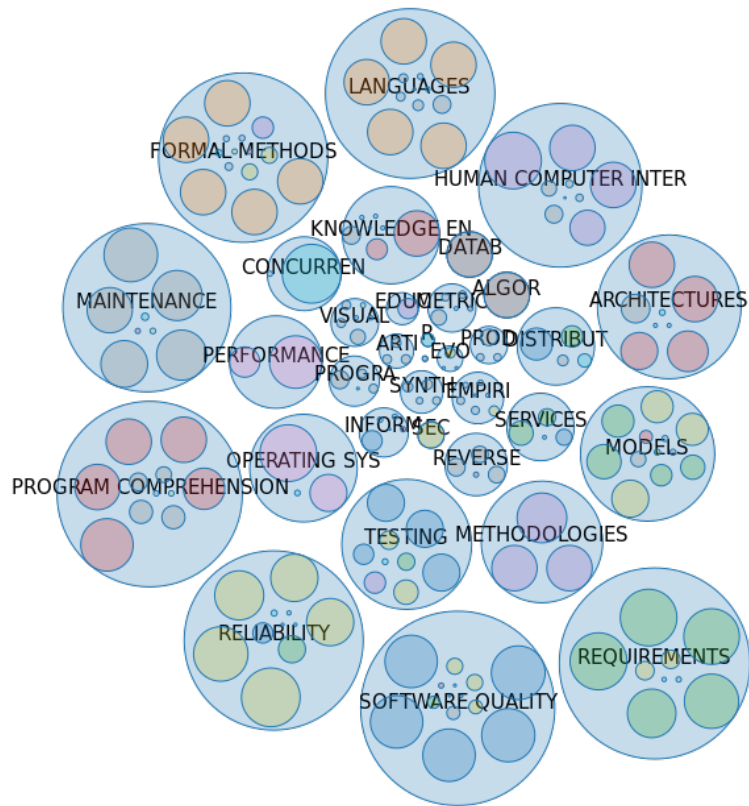 LANGUAGES
FORMAL METHODS
HUMAN COMPUTER INTER
KNOWLEDGE EN
DATAB
CONCURREN
ALGOR
MAINTENANCE
EDUC
METRIC
ARCHITECTURES
VISUAL
R
ARTI
EVO
PROD
DISTRIBUT
PERFORMANCE
PROGRA
SYNTH
EMPIRI
INFORM
SEC
SERVICES
MODELS
OPERATING SYS
REVERSE
PROGRAM COMPREHENSION
TESTING
METHODOLOGIES
RELIABILITY
REQUIREMENTS
SOFTWARE QUALITY